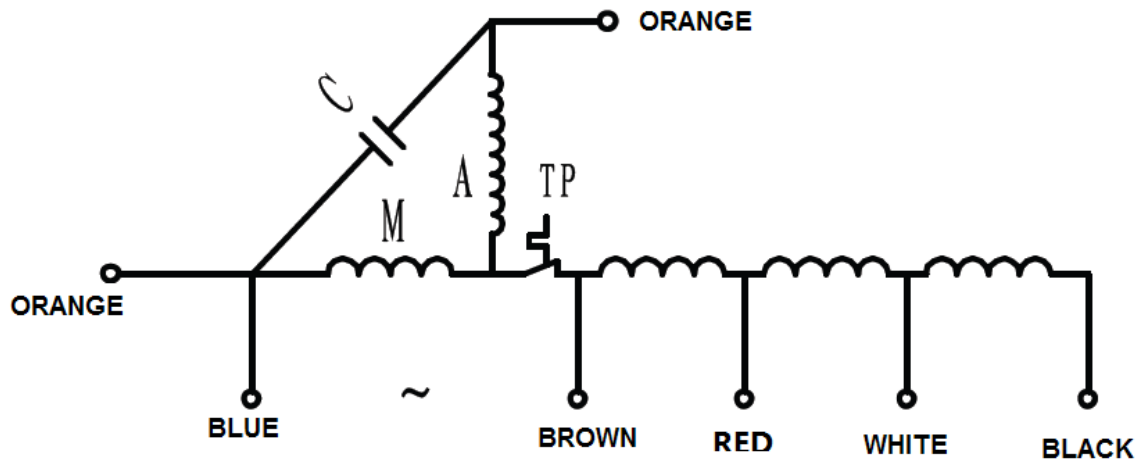 ORANGE
C
A
TP
M
ORANGE
~
BLUE
BROWN
RED
WHITE
BLACK